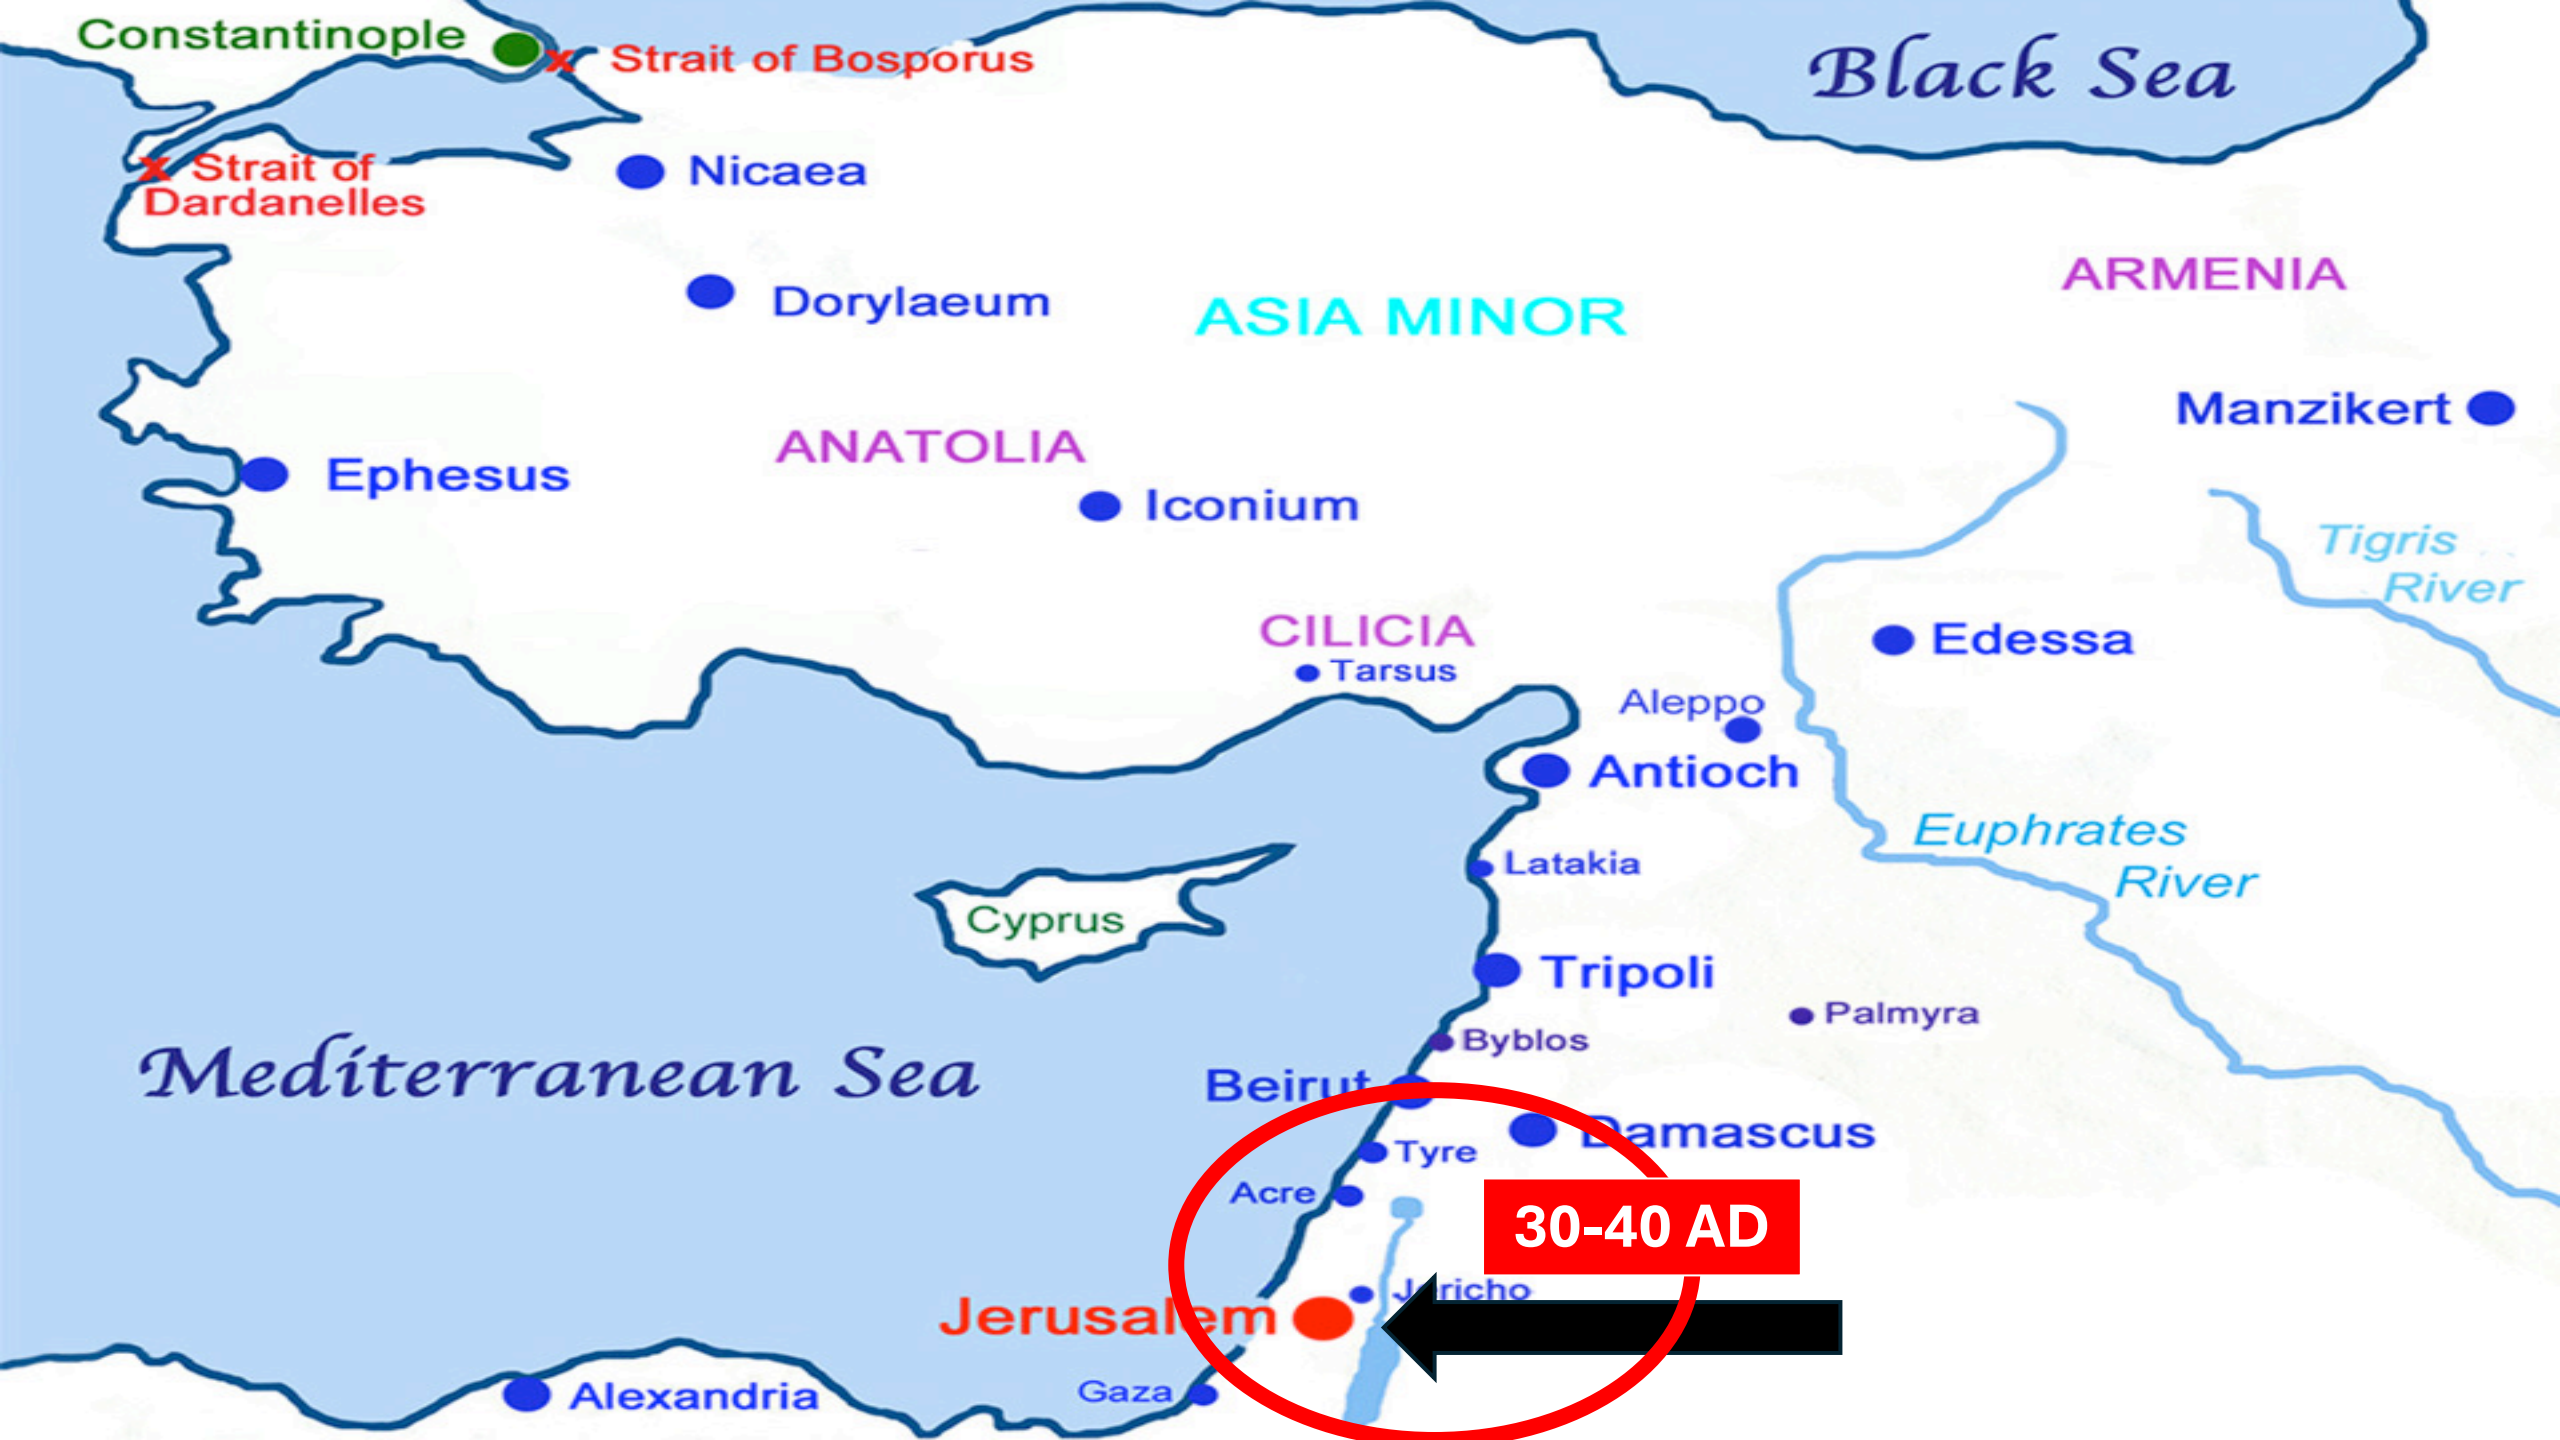 Constantinople
Strait of Bosporus
Black Sea
Strait of
Dardanelles
Nicaea
Dorylaeum
ASIA MINOR
ARMENIA
Manzikert
ANATOLIA
Ephesus
Iconium
Tigris
River
CILICIA
Tarsus
Edessa
Aleppo
Antioch
Euphrates
River
Latakia
Cyprus
Tripoli
Palmyra
Byblos
Mediterranean Sea
Beirut
Damascus
Tyre
Acre
30-40 AD
Jericho
Jerusalem
Alexandria
Gaza